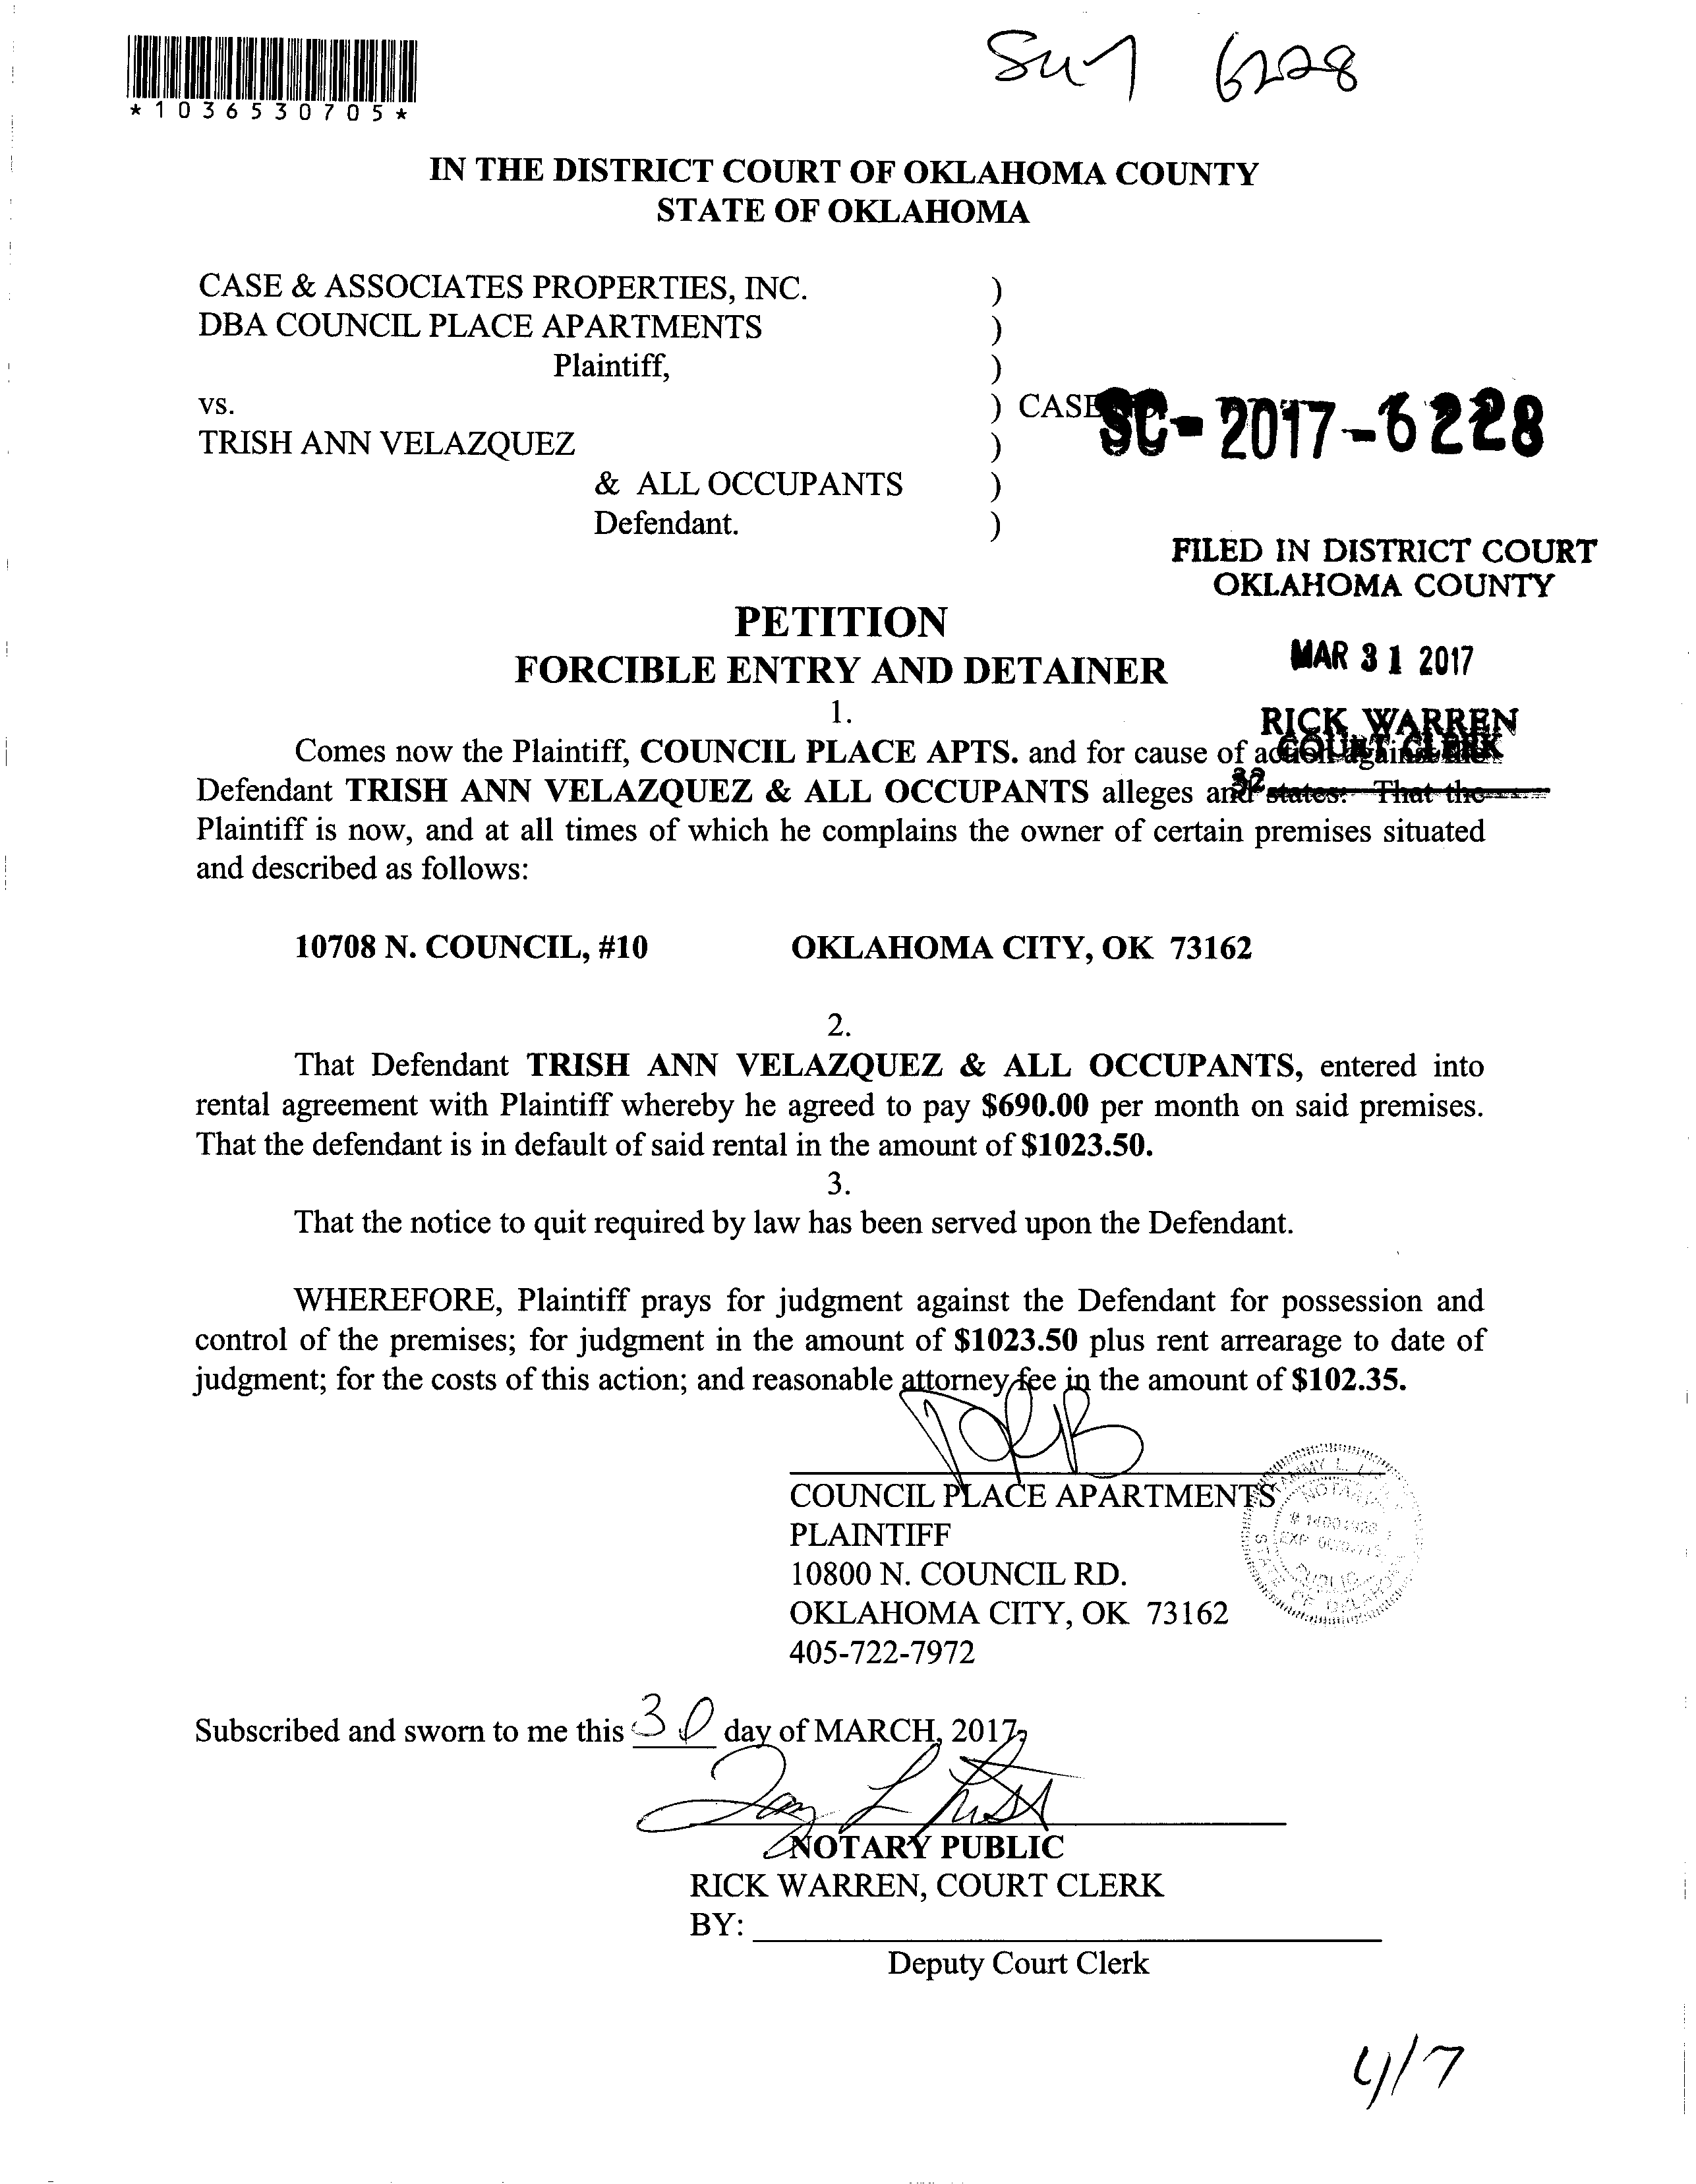 6228
*1036530705*
IN THE DISTRICT COURT OF OKLAHOMA COUNTY
STATE OF OKLAHOMA
CASE & ASSOCIATES PROPERTIES, INC. )
DBA COUNCIL PLACE APARTMENTS )
Plaintiff, )
vs. ) CASE
SC-2017-6228
TRISH ANN VELAZQUEZ )
& ALL OCCUPANTS )
Defendant. )
FILED IN DISTRICT COURT
OKLAHOMA COUNTY
MAR 31 2017
RICK WARREN
COURT CLERK
32
PETITION
FORCIBLE ENTRY AND DETAINER
1.
Comes now the Plaintiff, COUNCIL PLACE APTS. and for cause of action against the
Defendant TRISH ANN VELAZQUEZ & ALL OCCUPANTS alleges and states: That the
Plaintiff is now, and at all times of which he complains the owner of certain premises situated
and described as follows:
10708 N. COUNCIL, #10 OKLAHOMA CITY, OK 73162
2.
That Defendant TRISH ANN VELAZQUEZ & ALL OCCUPANTS, entered into
rental agreement with Plaintiff whereby he agreed to pay $690.00 per month on said premises.
That the defendant is in default of said rental in the amount of $1023.50.
3.
That the notice to quit required by law has been served upon the Defendant.
WHEREFORE, Plaintiff prays for judgment against the Defendant for possession and
control of the premises; for judgment in the amount of $1023.50 plus rent arrearage to date of
judgment; for the costs of this action; and reasonable attorney fee in the amount of $102.35.
COUNCIL PLACE APARTMENTS
PLAINTIFF
10800 N. COUNCIL RD.
OKLAHOMA CITY, OK 73162
405-722-7972
NOTARY
PUBLIC
STATE OF OKLAHOMA
Subscribed and sworn to me this 30 day of MARCH, 2017.
NOTARY PUBLIC
RICK WARREN, COURT CLERK
BY:
Deputy Court Clerk
4/7